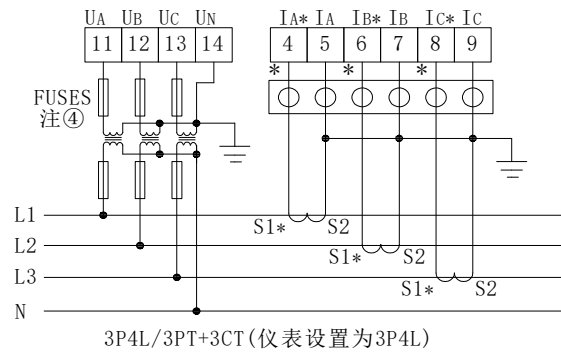 UA UB UC UN IA* IA IB* IB IC* IC
11 12 13 14 4 5 6 7 8 9
* * *
FUSES
注④
L1 S1* S2
L2 S1* S2
L3 S1* S2
N
3P4L/3PT+3CT(仪表设置为3P4L)